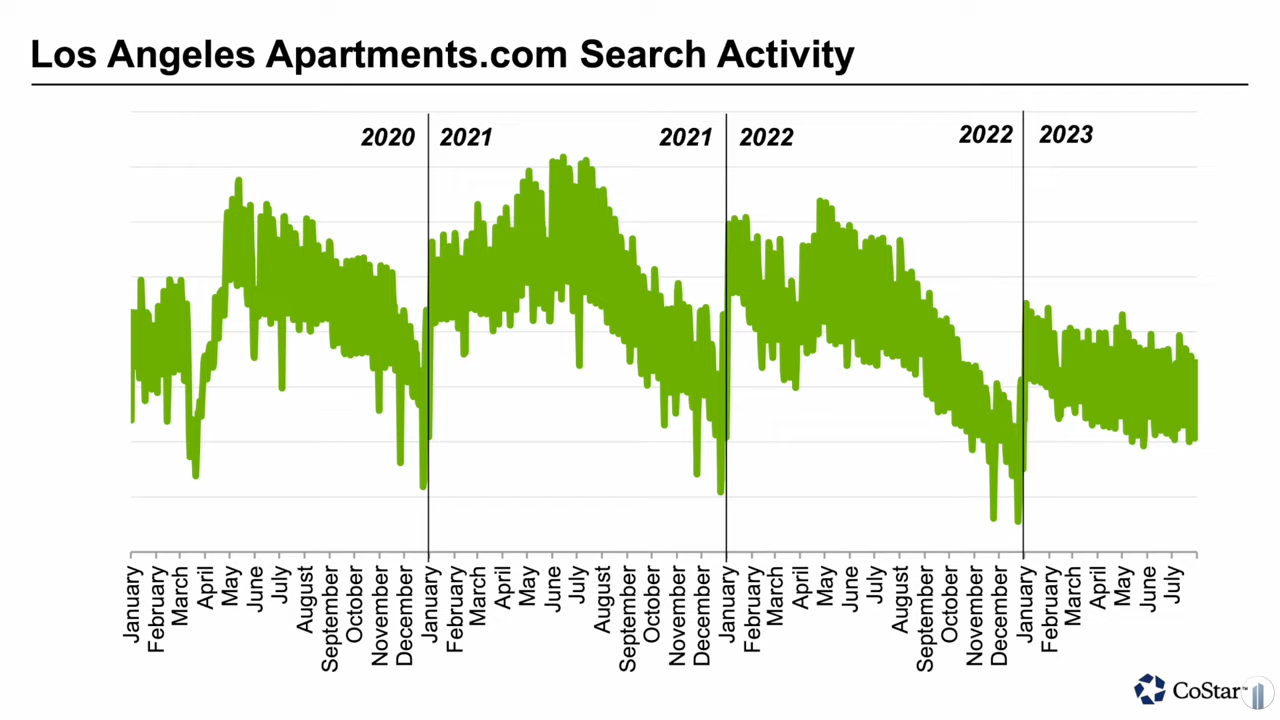 Los Angeles Apartments.com Search Activity
2020 2021 2021 2022 2022 2023
January February March April May June July August September October November December January February March April May June July August September October November December January February March April May June July August September October November December January February March April May June July
CoStar™